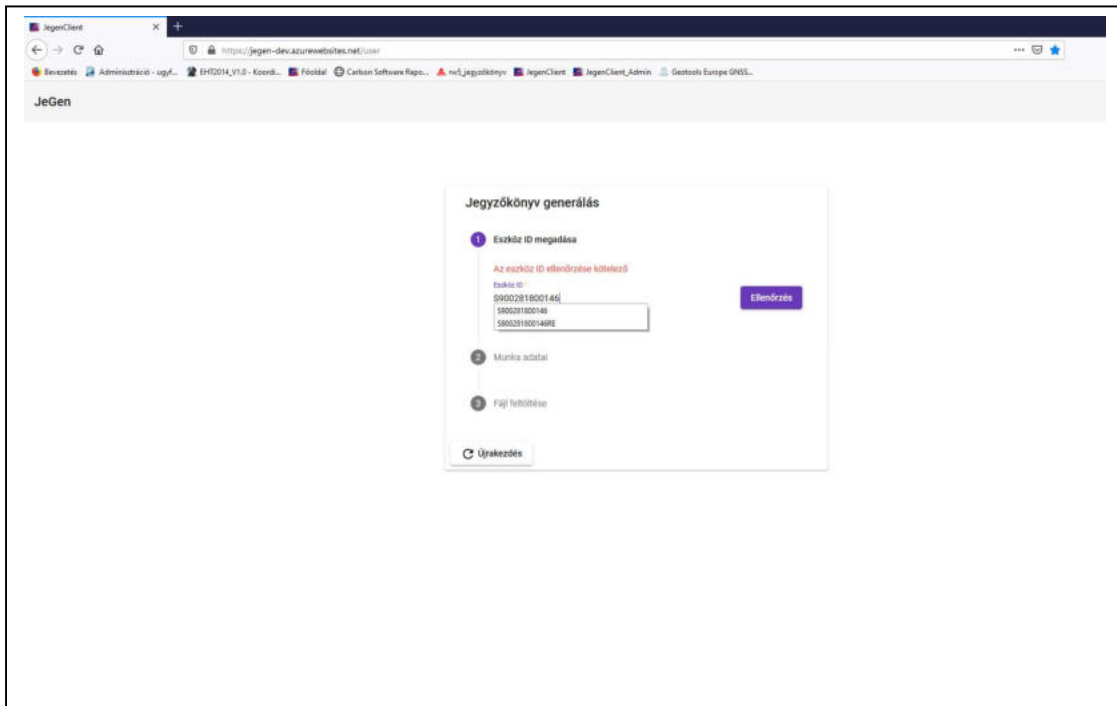 JegenClient
https://jegen-dev.azurewebsites.net/user
Bevezetés Adminisztráció - ugyf... EHT2014_V1.0 - Koordi... Főoldal Carlson Software Repo... rw5_jegyzőkönyv JegenClient JegenClient_Admin Geotools Europe GNSS...
JeGen
Jegyzőkönyv generálás
1 Eszköz ID megadása
Az eszköz ID ellenőrzése kötelező
Eszköz ID
S900281800146
Ellenőrzés
S900281800146
S900281800146RE
2 Munka adatai
3 Fájl feltöltése
Újrakezdés